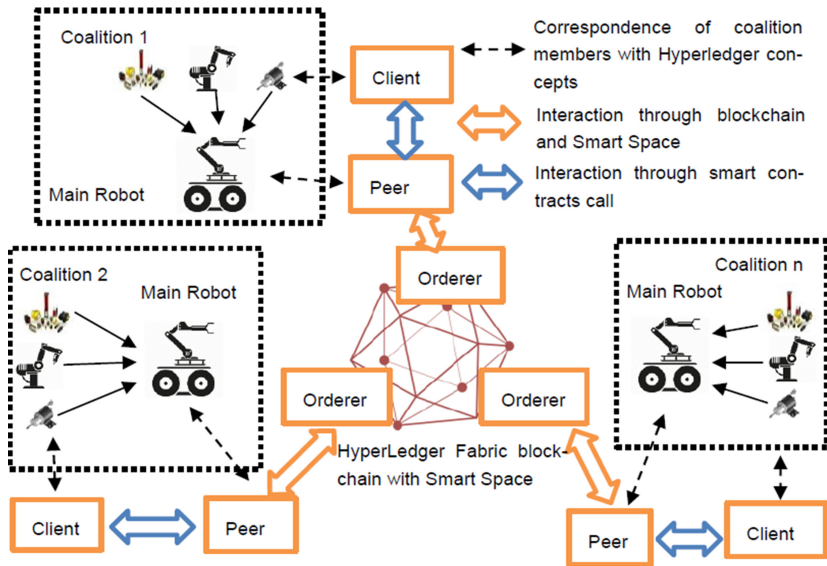 Coalition 1
Main Robot
Client
Peer
Correspondence of coalition
members with Hyperledger con-
cepts
Interaction through blockchain
and Smart Space
Interaction through smart con-
tracts call
Coalition 2
Main Robot
Orderer
Coalition n
Main Robot
Orderer
Orderer
HyperLedger Fabric block-
chain with Smart Space
Client
Peer
Peer
Client